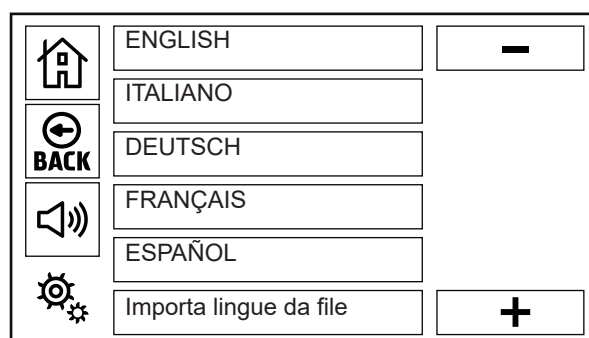 ENGLISH
ITALIANO
BACK
DEUTSCH
FRANÇAIS
ESPAÑOL
Importa lingue da file